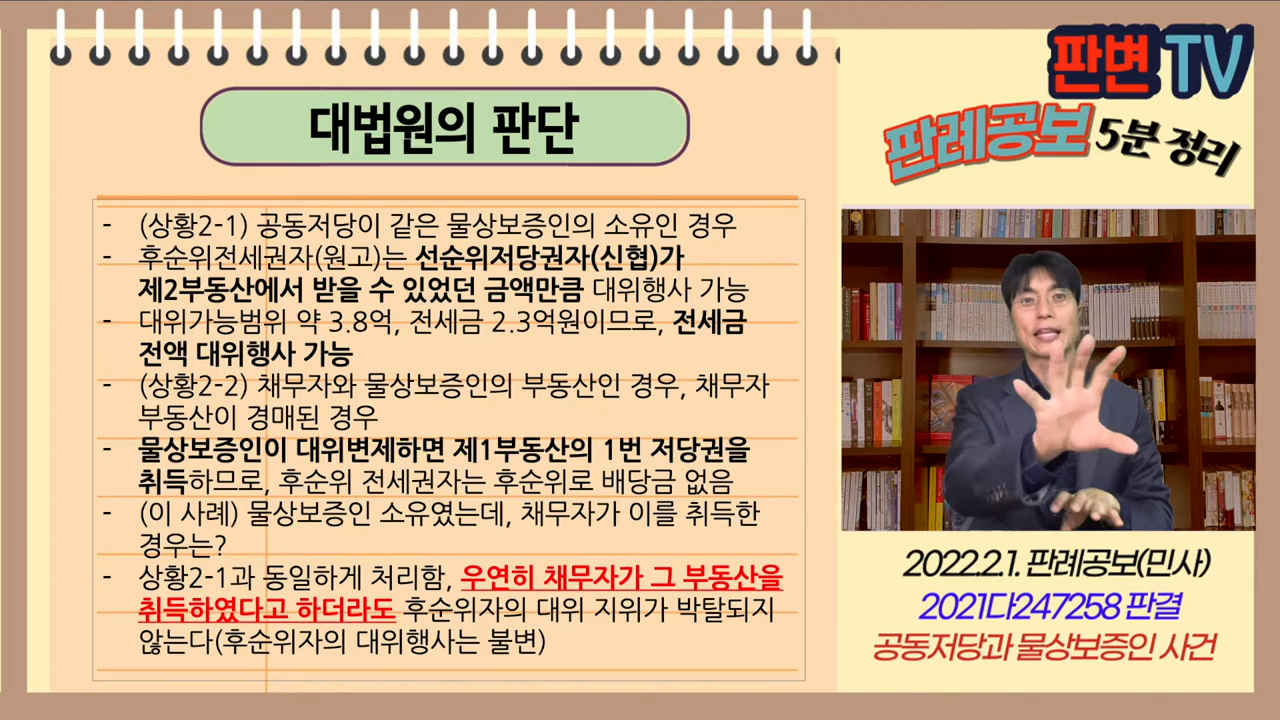 대법원의 판단
- (상황2-1) 공동저당이 같은 물상보증인의 소유인 경우
- 후순위전세권자(원고)는 선순위저당권자(신협)가
제2부동산에서 받을 수 있었던 금액만큼 대위행사 가능
- 대위가능범위 약 3.8억, 전세금 2.3억원이므로, 전세금
전액 대위행사 가능
- (상황2-2) 채무자와 물상보증인의 부동산인 경우, 채무자
부동산이 경매된 경우
- 물상보증인이 대위변제하면 제1부동산의 1번 저당권을
취득하므로, 후순위 전세권자는 후순위로 배당금 없음
- (이 사례) 물상보증인 소유였는데, 채무자가 이를 취득한
경우는?
- 상황2-1과 동일하게 처리함, 우연히 채무자가 그 부동산을
취득하였다고 하더라도 후순위자의 대위 지위가 박탈되지
않는다(후순위자의 대위행사는 불변)
판변 TV
판례공보 5분 정리
2022.2.1. 판례공보(민사)
2021다247258 판결
공동저당과 물상보증인 사건